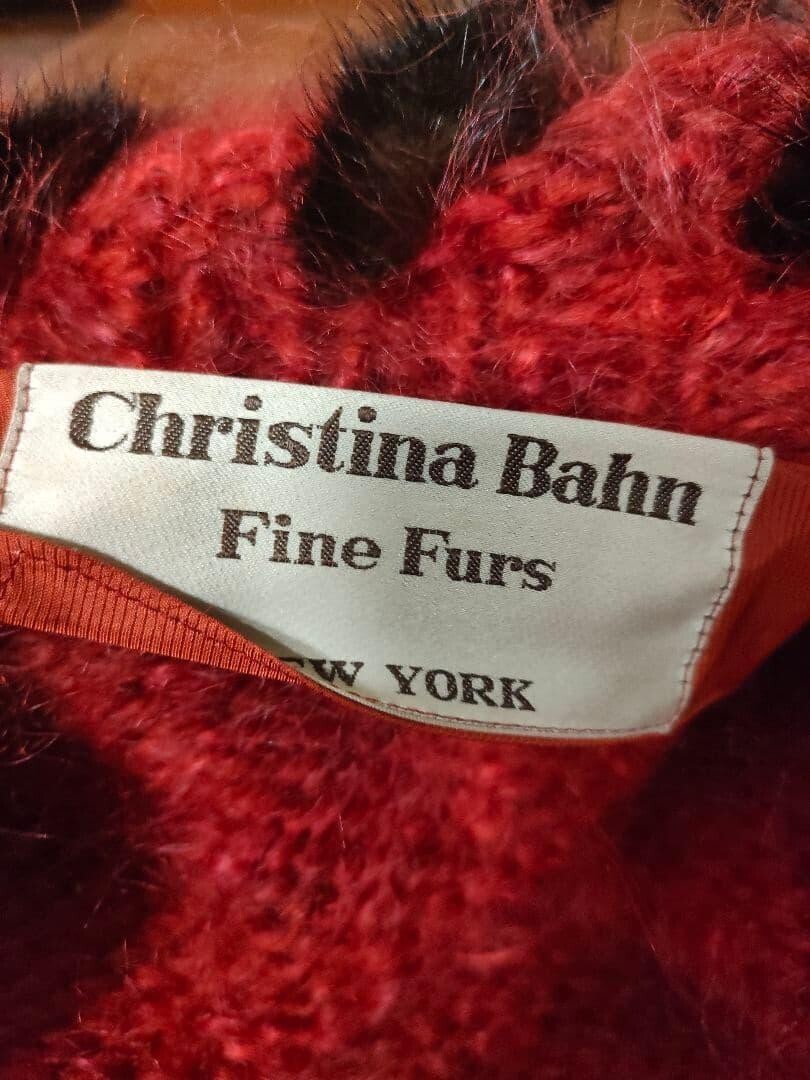 Christina Bahn
Fine Furs
EW YORK